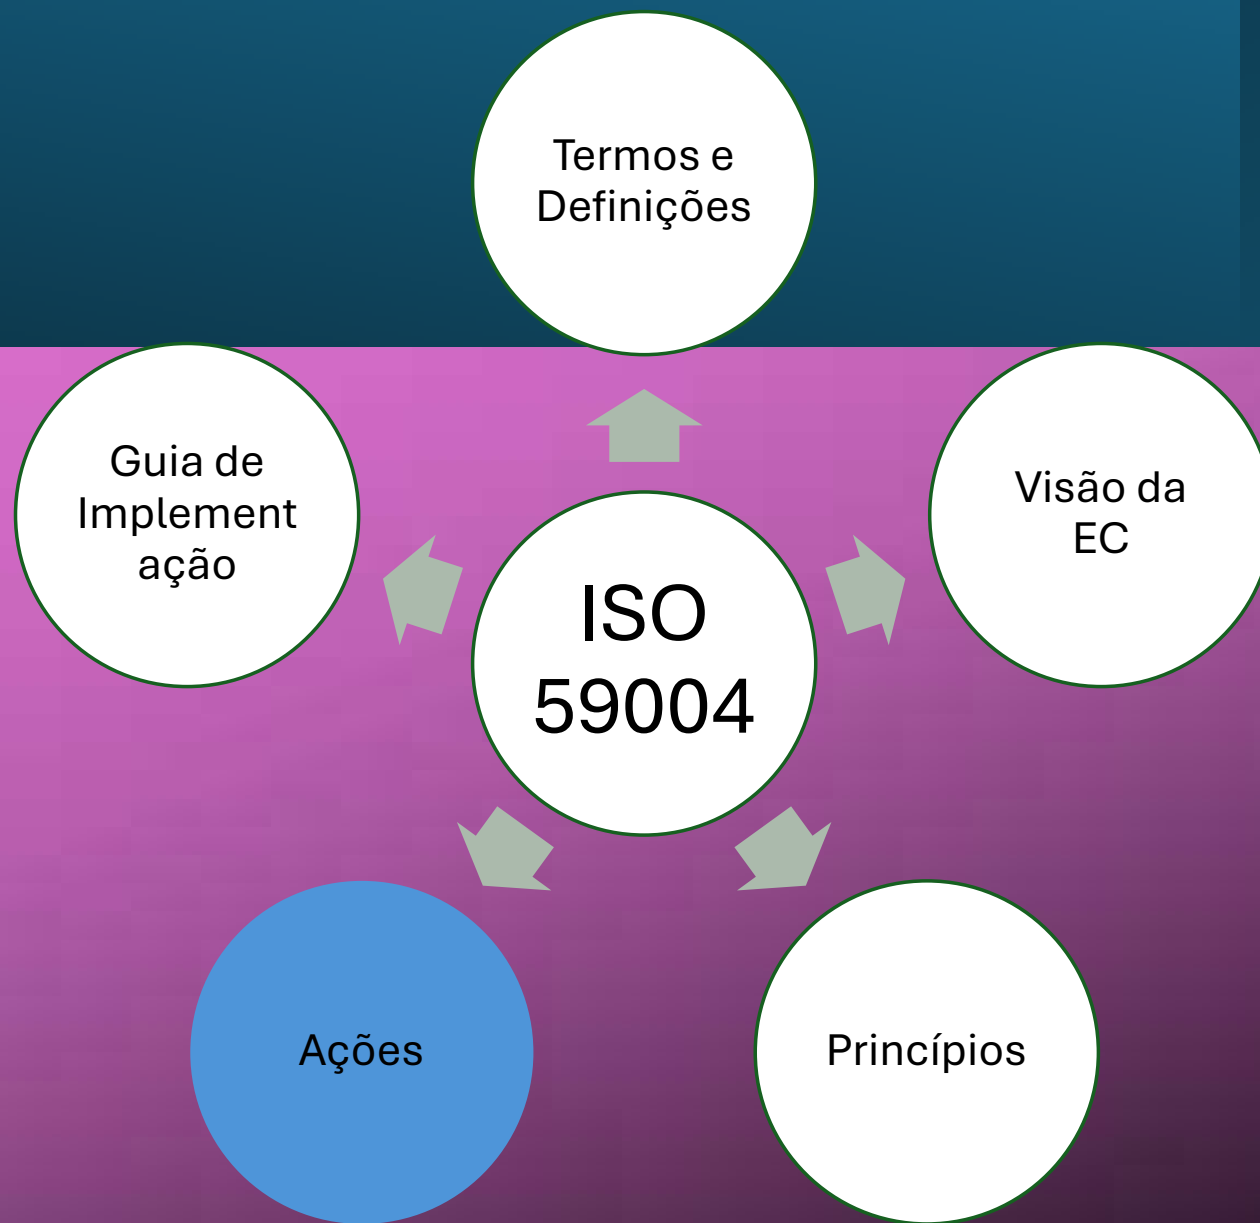 Termos e
Definições
Guia de
Implement
ação
Visão da
EC
ISO
59004
Ações
Princípios